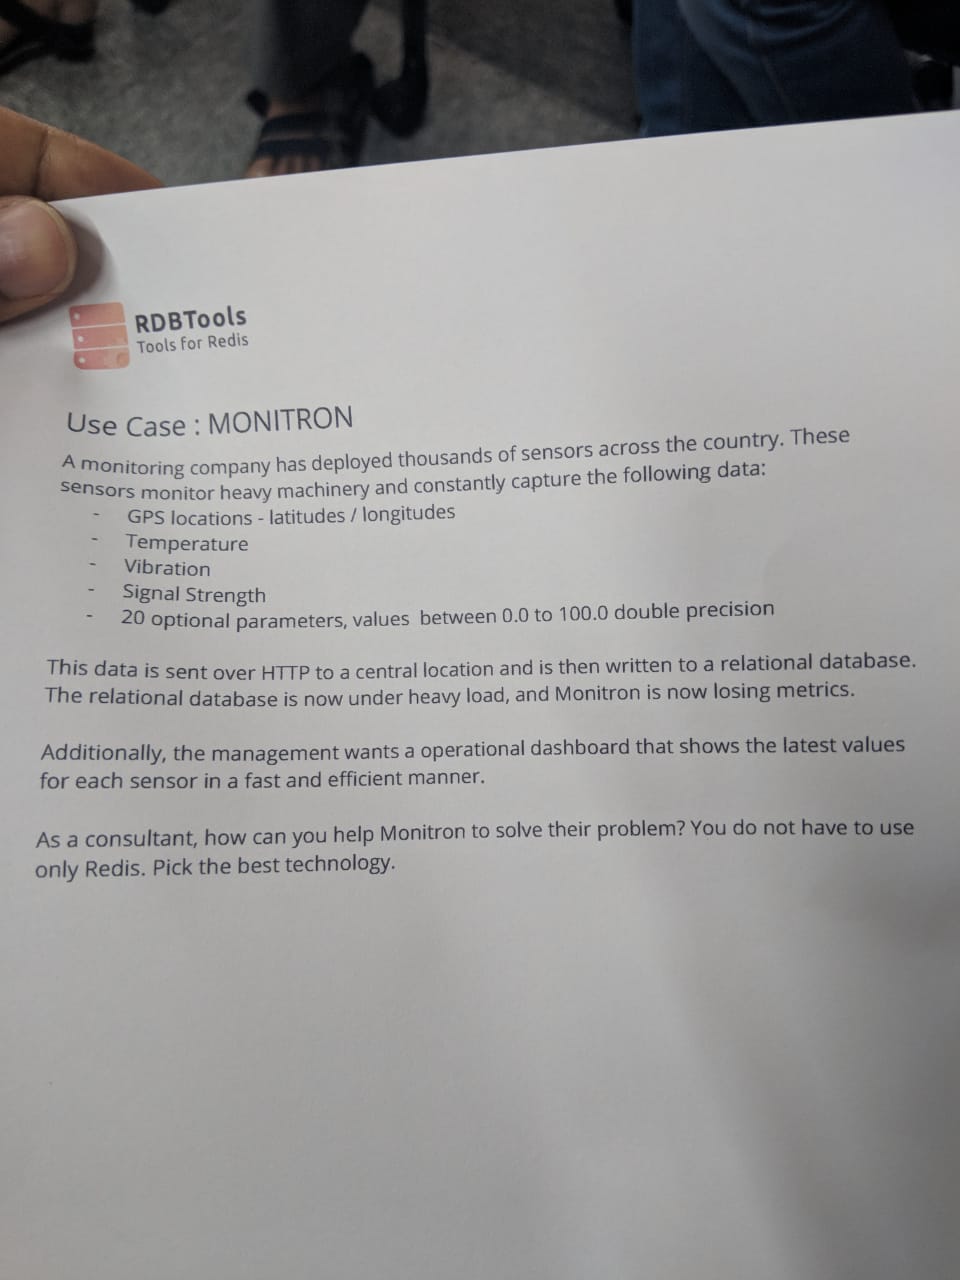 RDBTools
Tools for Redis
Use Case : MONITRON
A monitoring company has deployed thousands of sensors across the country. These
sensors monitor heavy machinery and constantly capture the following data:
- GPS locations - latitudes / longitudes
- Temperature
- Vibration
- Signal Strength
- 20 optional parameters, values between 0.0 to 100.0 double precision
This data is sent over HTTP to a central location and is then written to a relational database.
The relational database is now under heavy load, and Monitron is now losing metrics.
Additionally, the management wants a operational dashboard that shows the latest values
for each sensor in a fast and efficient manner.
As a consultant, how can you help Monitron to solve their problem? You do not have to use
only Redis. Pick the best technology.